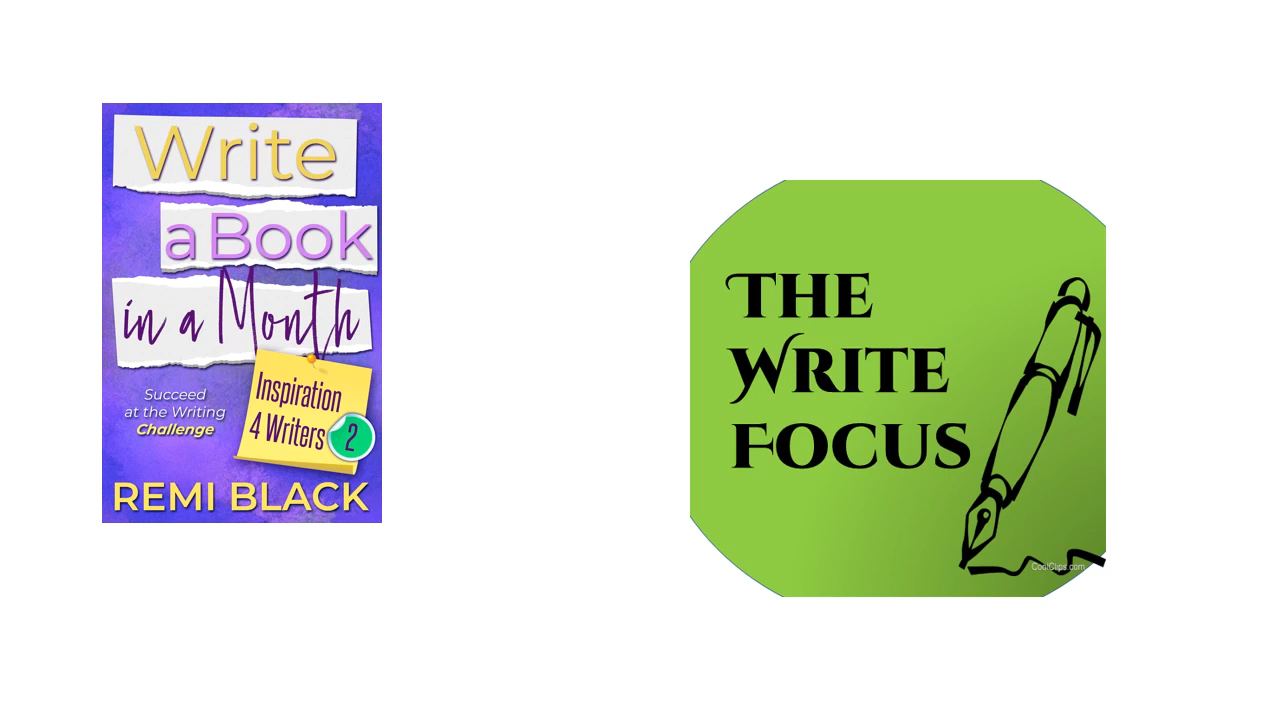 Write
a Book
in a Month
Succeed
at the Writing
Challenge
Inspiration
4 Writers
2
REMI BLACK
THE
WRITE
FOCUS
CoolClips.com